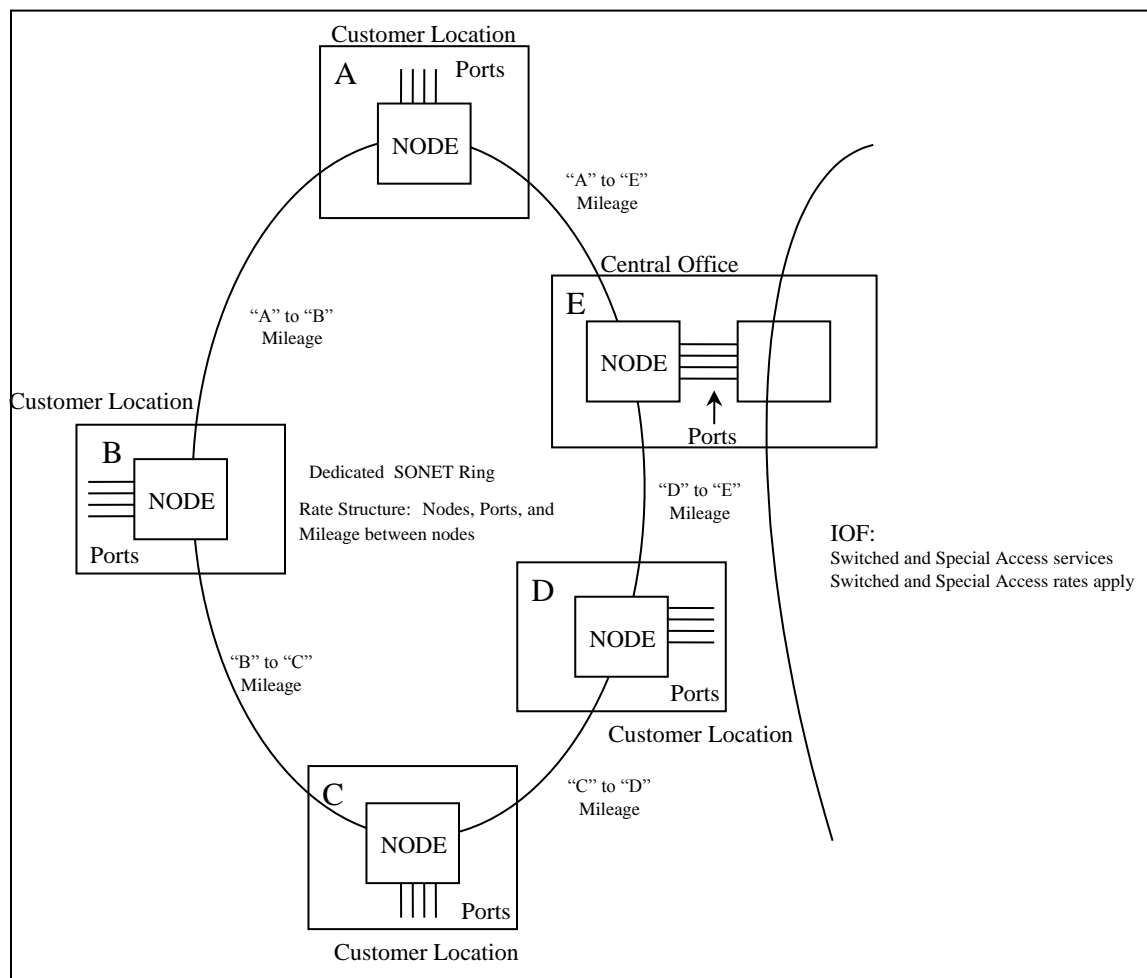 Customer Location
A
Ports
NODE
“A” to “E”
Mileage
Central Office
E
NODE
Ports
“A” to “B”
Mileage
Customer Location
B
NODE
Ports
Dedicated SONET Ring
Rate Structure: Nodes, Ports, and
Mileage between nodes
“D” to “E”
Mileage
IOF:
Switched and Special Access services
Switched and Special Access rates apply
D
NODE
Ports
Customer Location
“B” to “C”
Mileage
“C” to “D”
Mileage
C
NODE
Ports
Customer Location